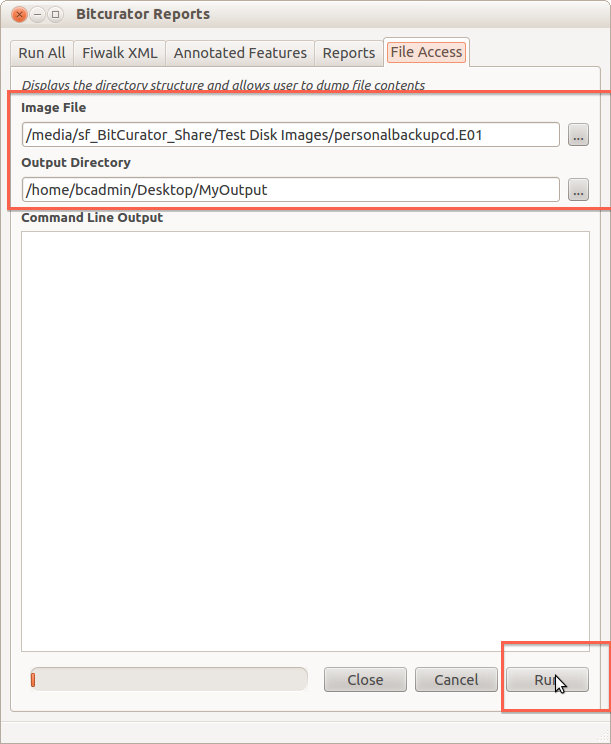 Bitcurator Reports
Run All Fiwalk XML Annotated Features Reports File Access
Displays the directory structure and allows user to dump file contents
Image File
/media/sf_BitCurator_Share/Test Disk Images/personalbackupcd.E01
...
Output Directory
/home/bcadmin/Desktop/MyOutput
...
Command Line Output
Close Cancel Run